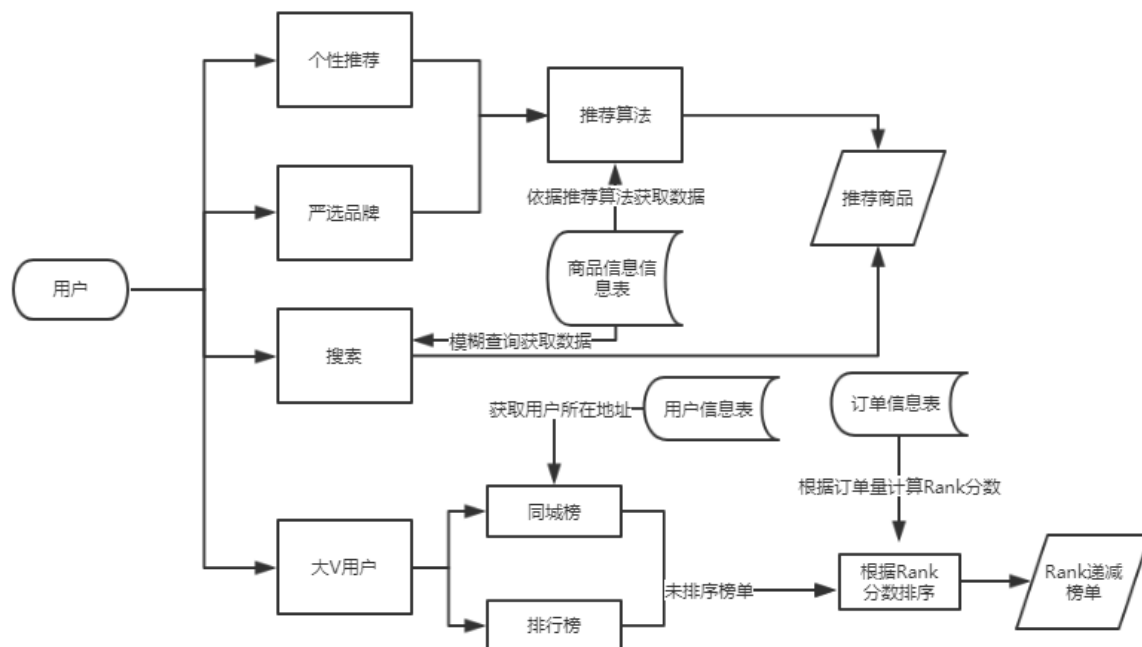 个性推荐
推荐算法
严选品牌
依据推荐算法获取数据
推荐商品
商品信息信
息表
用户
搜索
模糊查询获取数据
获取用户所在地址
用户信息表
订单信息表
根据订单量计算Rank分数
同城榜
大V用户
未排序榜单
根据Rank
分数排序
Rank递减
榜单
排行榜